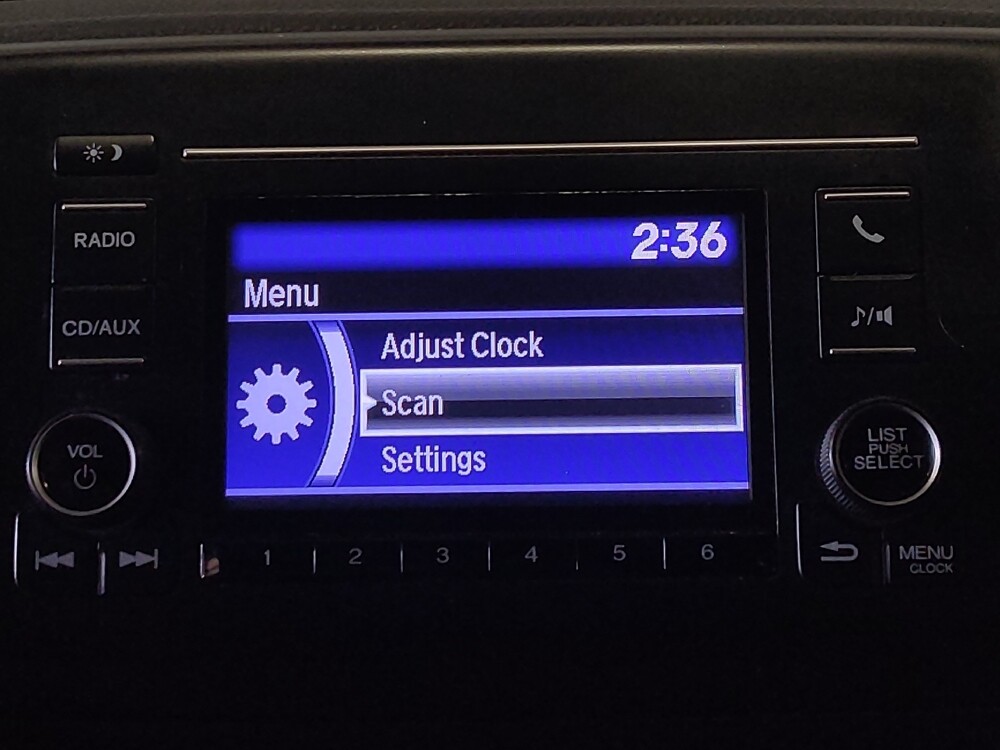 RADIO
CD/AUX
VOL
2:36
Menu
Adjust Clock
Scan
Settings
1 2 3 4 5 6
LIST
PUSH
SELECT
MENU
CLOCK